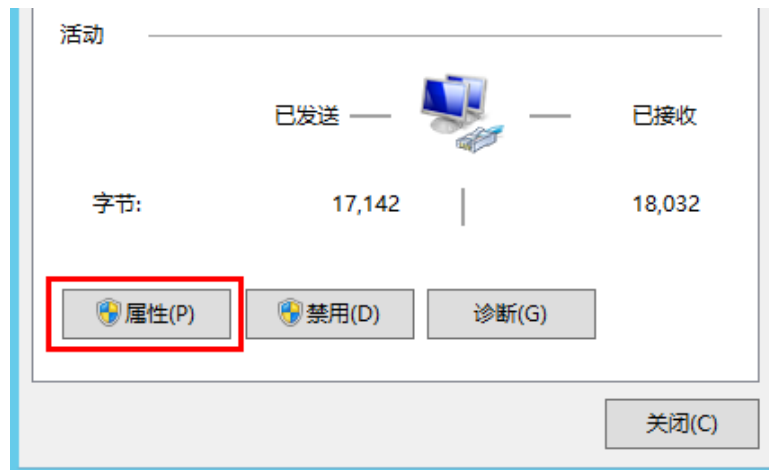 活动
已发送 已接收
字节: 17,142 18,032
属性(P) 禁用(D) 诊断(G)
关闭(C)